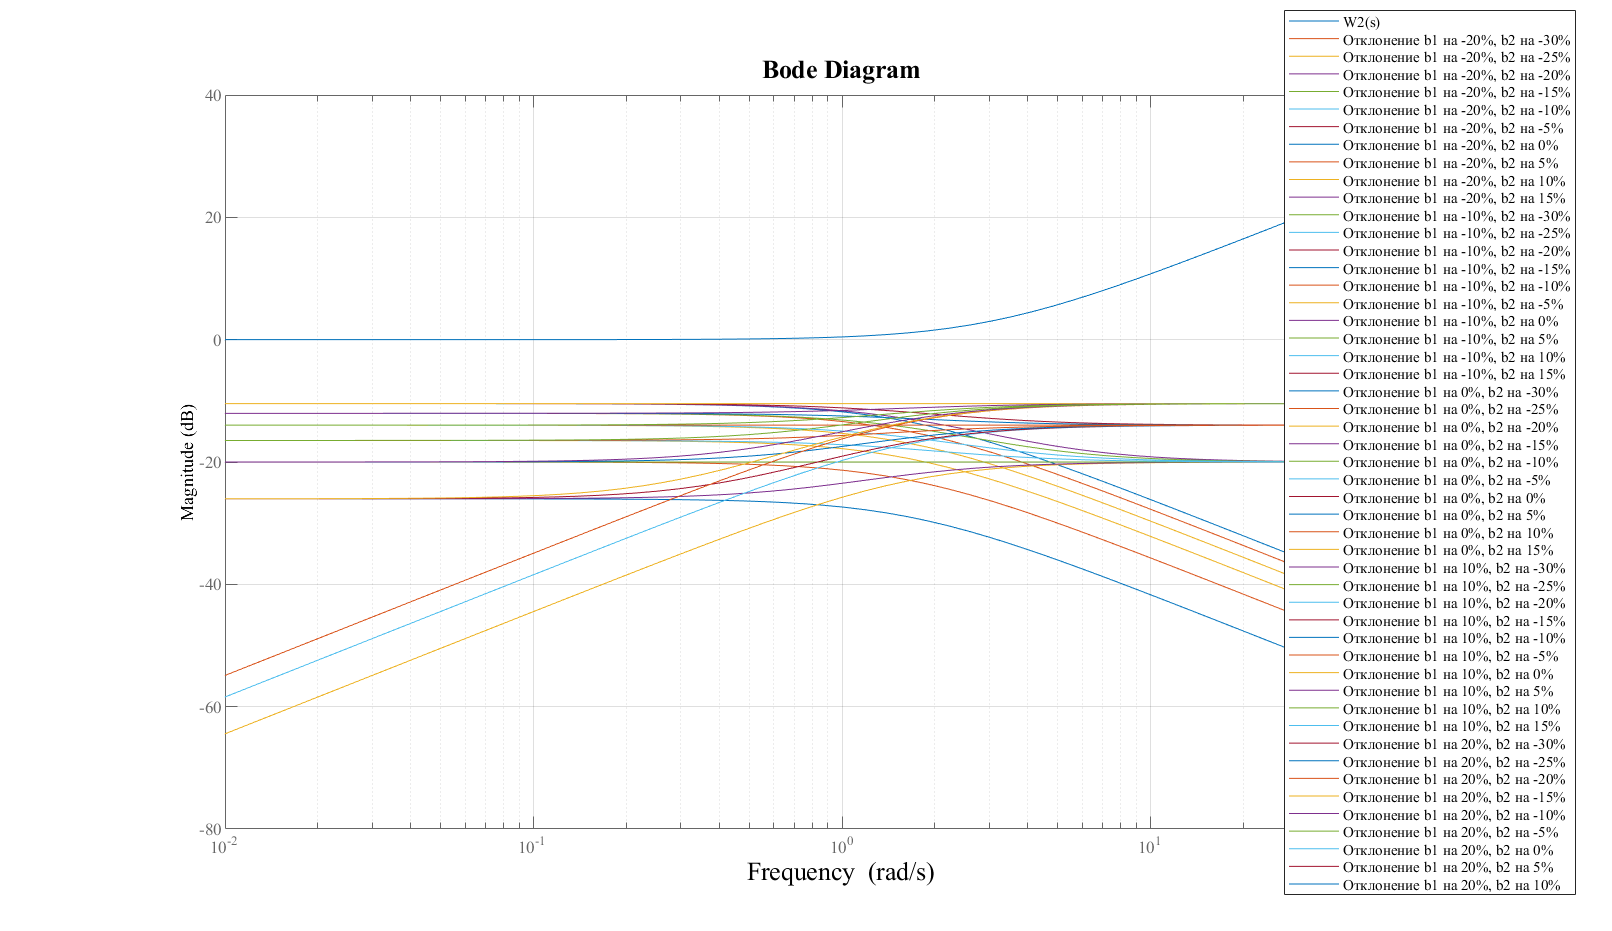 Bode Diagram
Magnitude (dB)
40
20
0
-20
-40
-60
-80
10-2
10-1
100
101
Frequency (rad/s)
W2(s)
Отклонение b1 на -20%, b2 на -30%
Отклонение b1 на -20%, b2 на -25%
Отклонение b1 на -20%, b2 на -20%
Отклонение b1 на -20%, b2 на -15%
Отклонение b1 на -20%, b2 на -10%
Отклонение b1 на -20%, b2 на -5%
Отклонение b1 на -20%, b2 на 0%
Отклонение b1 на -20%, b2 на 5%
Отклонение b1 на -20%, b2 на 10%
Отклонение b1 на -20%, b2 на 15%
Отклонение b1 на -10%, b2 на -30%
Отклонение b1 на -10%, b2 на -25%
Отклонение b1 на -10%, b2 на -20%
Отклонение b1 на -10%, b2 на -15%
Отклонение b1 на -10%, b2 на -10%
Отклонение b1 на -10%, b2 на -5%
Отклонение b1 на -10%, b2 на 0%
Отклонение b1 на -10%, b2 на 5%
Отклонение b1 на -10%, b2 на 10%
Отклонение b1 на -10%, b2 на 15%
Отклонение b1 на 0%, b2 на -30%
Отклонение b1 на 0%, b2 на -25%
Отклонение b1 на 0%, b2 на -20%
Отклонение b1 на 0%, b2 на -15%
Отклонение b1 на 0%, b2 на -10%
Отклонение b1 на 0%, b2 на -5%
Отклонение b1 на 0%, b2 на 0%
Отклонение b1 на 0%, b2 на 5%
Отклонение b1 на 0%, b2 на 10%
Отклонение b1 на 0%, b2 на 15%
Отклонение b1 на 10%, b2 на -30%
Отклонение b1 на 10%, b2 на -25%
Отклонение b1 на 10%, b2 на -20%
Отклонение b1 на 10%, b2 на -15%
Отклонение b1 на 10%, b2 на -10%
Отклонение b1 на 10%, b2 на -5%
Отклонение b1 на 10%, b2 на 0%
Отклонение b1 на 10%, b2 на 5%
Отклонение b1 на 10%, b2 на 10%
Отклонение b1 на 10%, b2 на 15%
Отклонение b1 на 20%, b2 на -30%
Отклонение b1 на 20%, b2 на -25%
Отклонение b1 на 20%, b2 на -20%
Отклонение b1 на 20%, b2 на -15%
Отклонение b1 на 20%, b2 на -10%
Отклонение b1 на 20%, b2 на -5%
Отклонение b1 на 20%, b2 на 0%
Отклонение b1 на 20%, b2 на 5%
Отклонение b1 на 20%, b2 на 10%